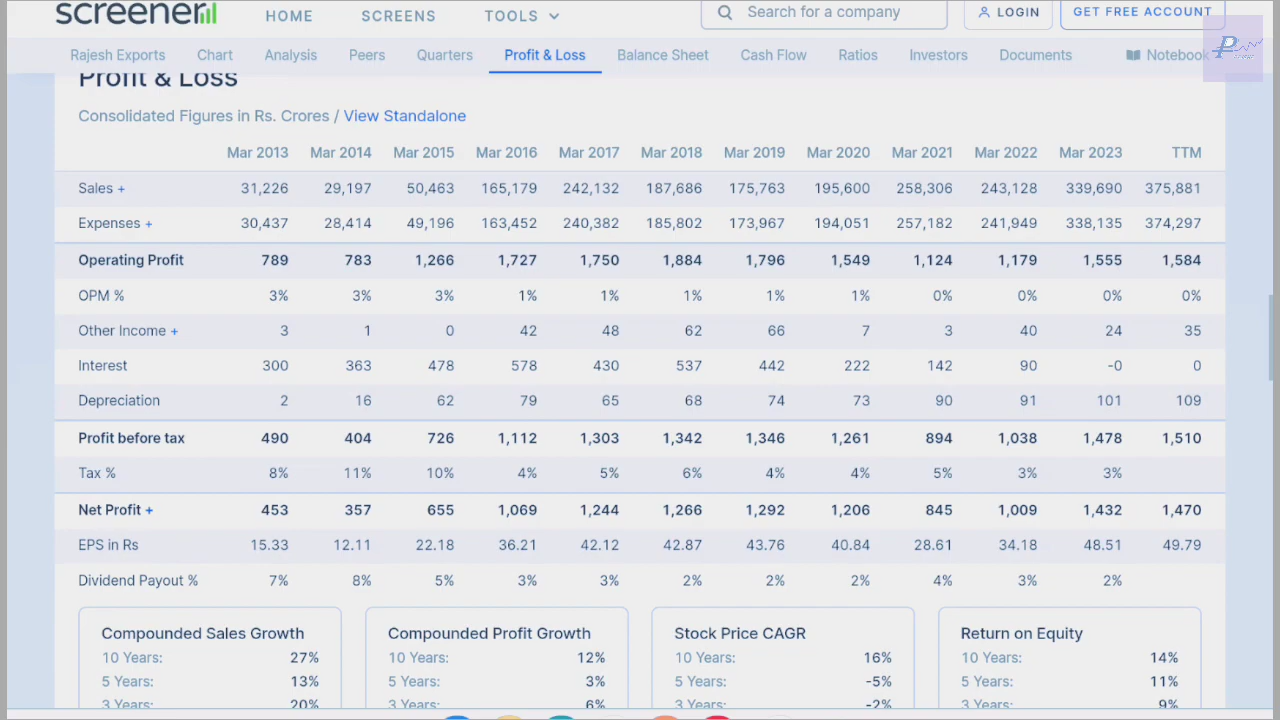 screener
HOME SCREENS TOOLS
Search for a company
LOGIN
GET FREE ACCOUNT
Rajesh Exports Chart Analysis Peers Quarters Profit & Loss Balance Sheet Cash Flow Ratios Investors Documents Notebook
Profit & Loss
Consolidated Figures in Rs. Crores / View Standalone
Mar 2013 Mar 2014 Mar 2015 Mar 2016 Mar 2017 Mar 2018 Mar 2019 Mar 2020 Mar 2021 Mar 2022 Mar 2023 TTM
Sales + 31,226 29,197 50,463 165,179 242,132 187,686 175,763 195,600 258,306 243,128 339,690 375,881
Expenses + 30,437 28,414 49,196 163,452 240,382 185,802 173,967 194,051 257,182 241,949 338,135 374,297
Operating Profit 789 783 1,266 1,727 1,750 1,884 1,796 1,549 1,124 1,179 1,555 1,584
OPM % 3% 3% 3% 1% 1% 1% 1% 1% 0% 0% 0% 0%
Other Income + 3 1 0 42 48 62 66 7 3 40 24 35
Interest 300 363 478 578 430 537 442 222 142 90 -0 0
Depreciation 2 16 62 79 65 68 74 73 90 91 101 109
Profit before tax 490 404 726 1,112 1,303 1,342 1,346 1,261 894 1,038 1,478 1,510
Tax % 8% 11% 10% 4% 5% 6% 4% 4% 5% 3% 3%
Net Profit + 453 357 655 1,069 1,244 1,266 1,292 1,206 845 1,009 1,432 1,470
EPS in Rs 15.33 12.11 22.18 36.21 42.12 42.87 43.76 40.84 28.61 34.18 48.51 49.79
Dividend Payout % 7% 8% 5% 3% 3% 2% 2% 2% 4% 3% 2%
Compounded Sales Growth
10 Years: 27%
5 Years: 13%
3 Years: 20%
Compounded Profit Growth
10 Years: 12%
5 Years: 3%
3 Years: 6%
Stock Price CAGR
10 Years: 16%
5 Years: -5%
3 Years: -2%
Return on Equity
10 Years: 14%
5 Years: 11%
3 Years: 9%